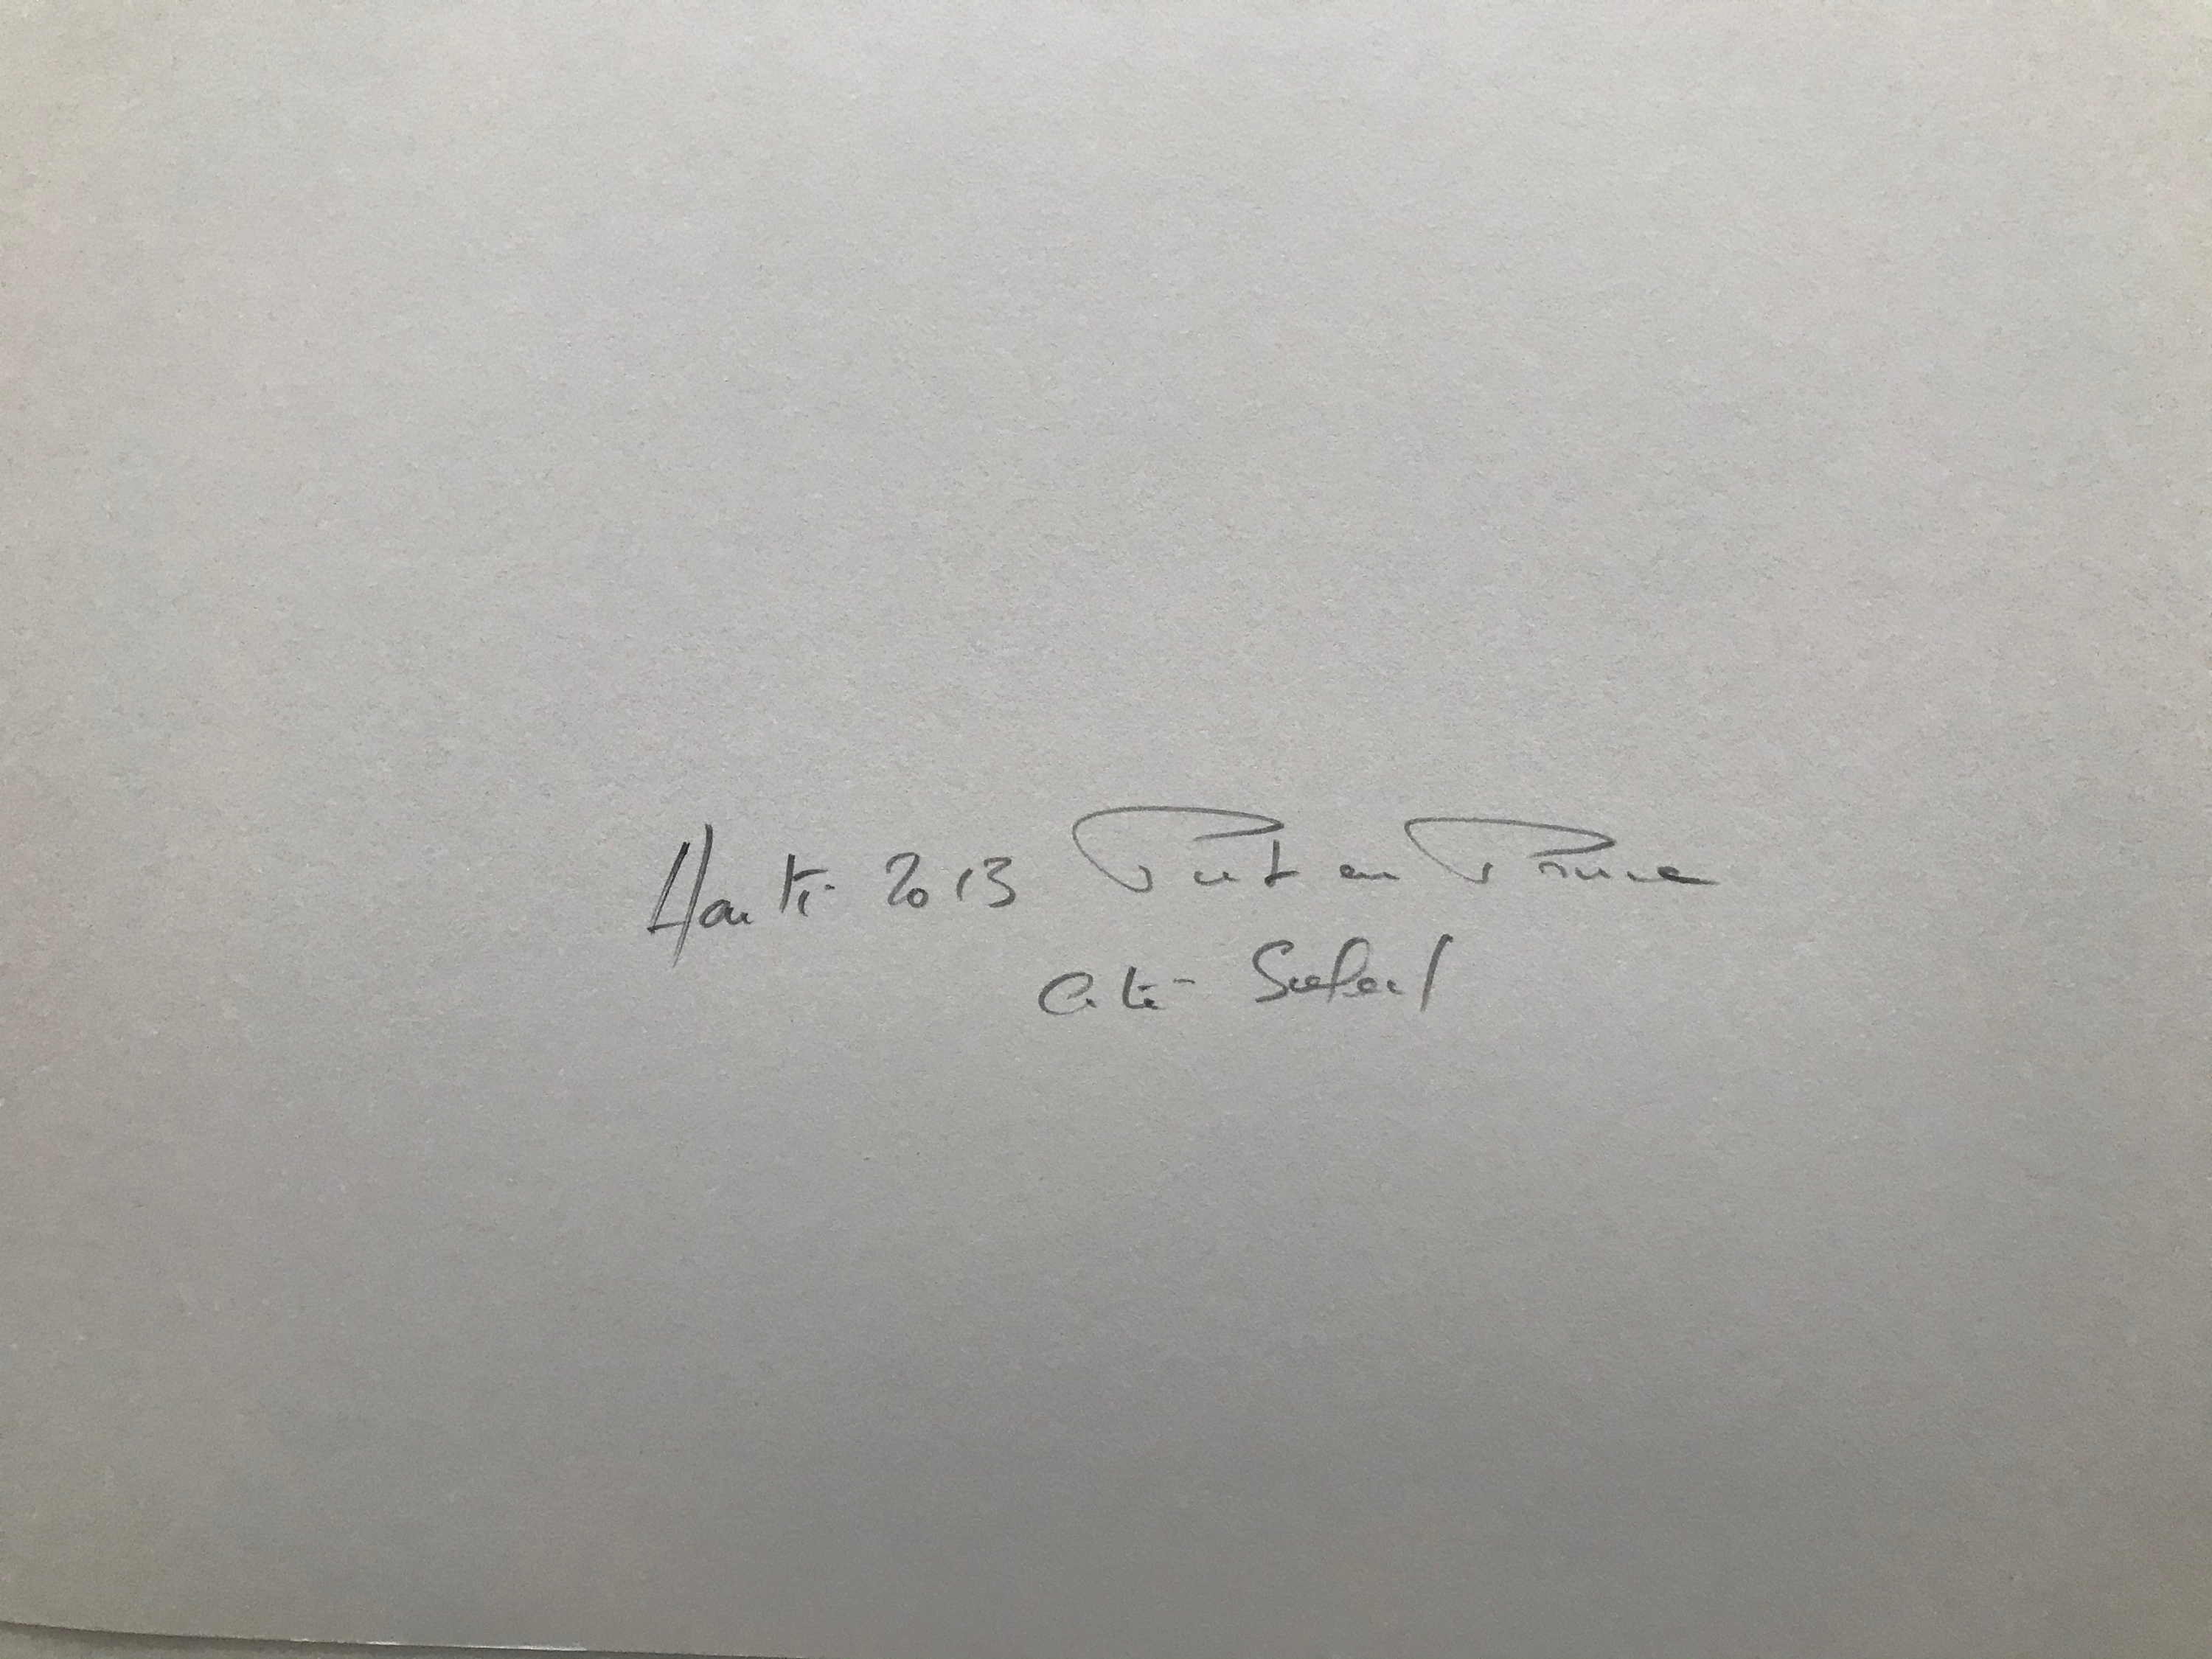 Haiti 2013 Port au Prince
Cité Soleil